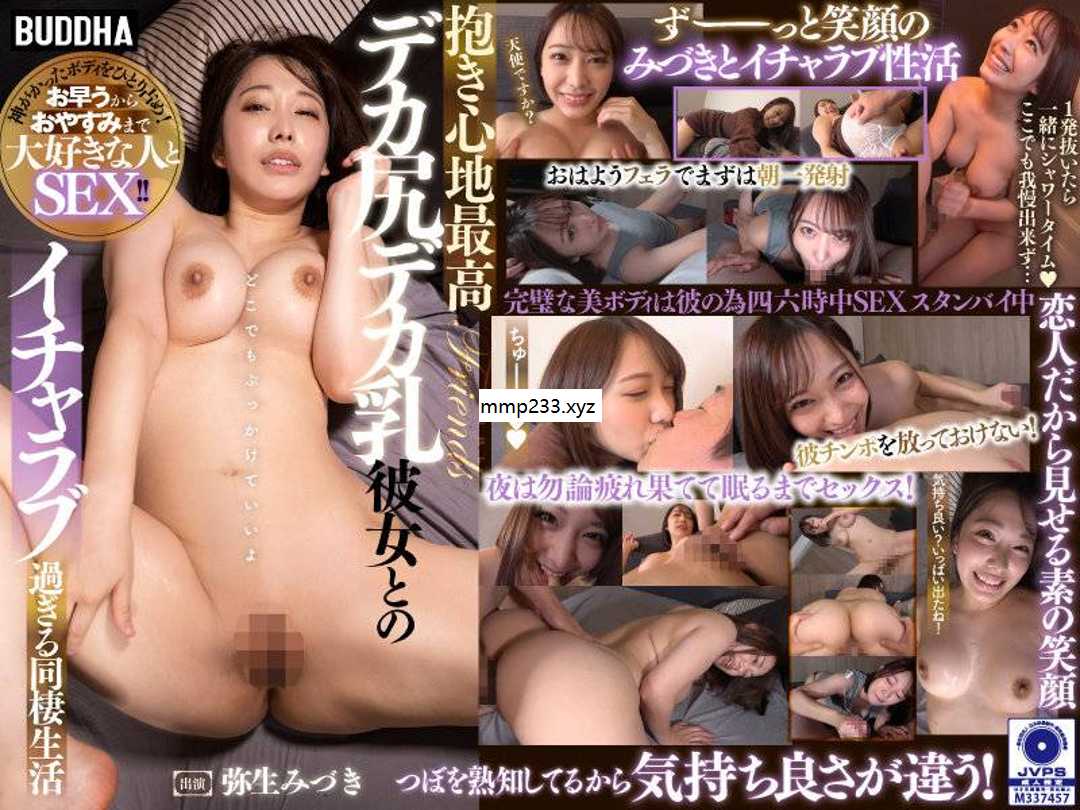 BUDDHA
神がかったボディをひとり占め!
お早うから
おやすみまで
大好きな人と
SEX!!
抱き心地最高
Friends
デカ尻デカ乳
彼女との
イチャラブ
過ぎる同棲生活
どこでもぶっかけていいよ
出演
弥生みづき
ずーーっと笑顔の
みづきとイチャラブ性活
天使ですか?
1発抜いたら
一緒にシャワータイム♥
ここでも我慢出来ず…
おはようフェラでまずは朝一発射
完璧な美ボディは彼の為四六時中SEXスタンバイ中
mmp233.xyz
彼チンポを放っておけない!
恋人だから見せる素の笑顔
夜は勿論疲れ果てて眠るまでセックス!
気持ち良い?いっぱい出たね!
つぼを熟知してるから気持ち良さが違う!
JVPS
M337457